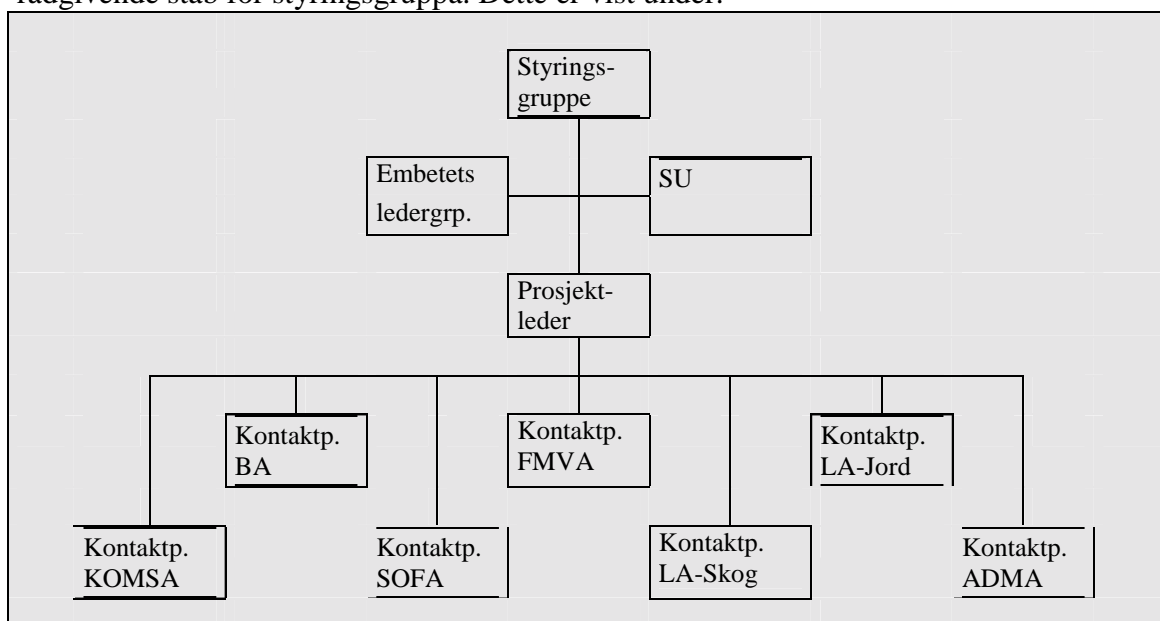 rådgivende stab for styringsgruppa. Dette er vist under:
Styrings-
gruppe
Embetets
ledergrp.
SU
Prosjekt-
leder
Kontaktp.
BA
Kontaktp.
FMVA
Kontaktp.
LA-Jord
Kontaktp.
KOMSA
Kontaktp.
SOFA
Kontaktp.
LA-Skog
Kontaktp.
ADMA